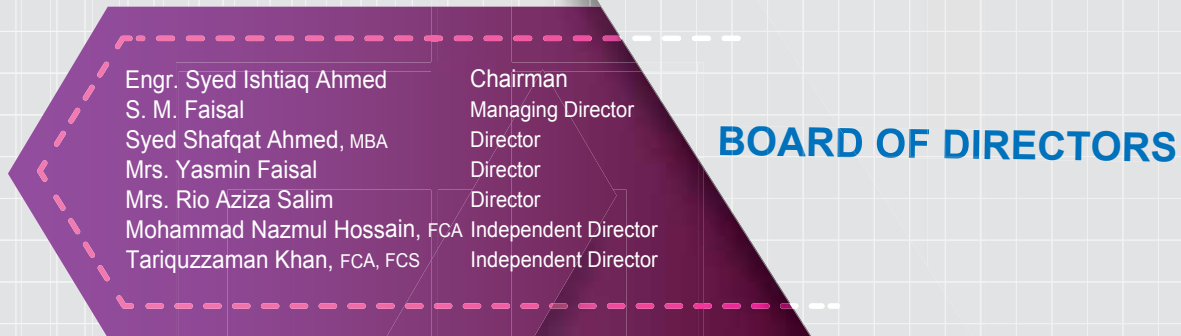 Engr. Syed Ishtiaq Ahmed Chairman
S. M. Faisal Managing Director
Syed Shafqat Ahmed, MBA Director
Mrs. Yasmin Faisal Director
Mrs. Rio Aziza Salim Director
Mohammad Nazmul Hossain, FCA Independent Director
Tariquzzaman Khan, FCA, FCS Independent Director
BOARD OF DIRECTORS